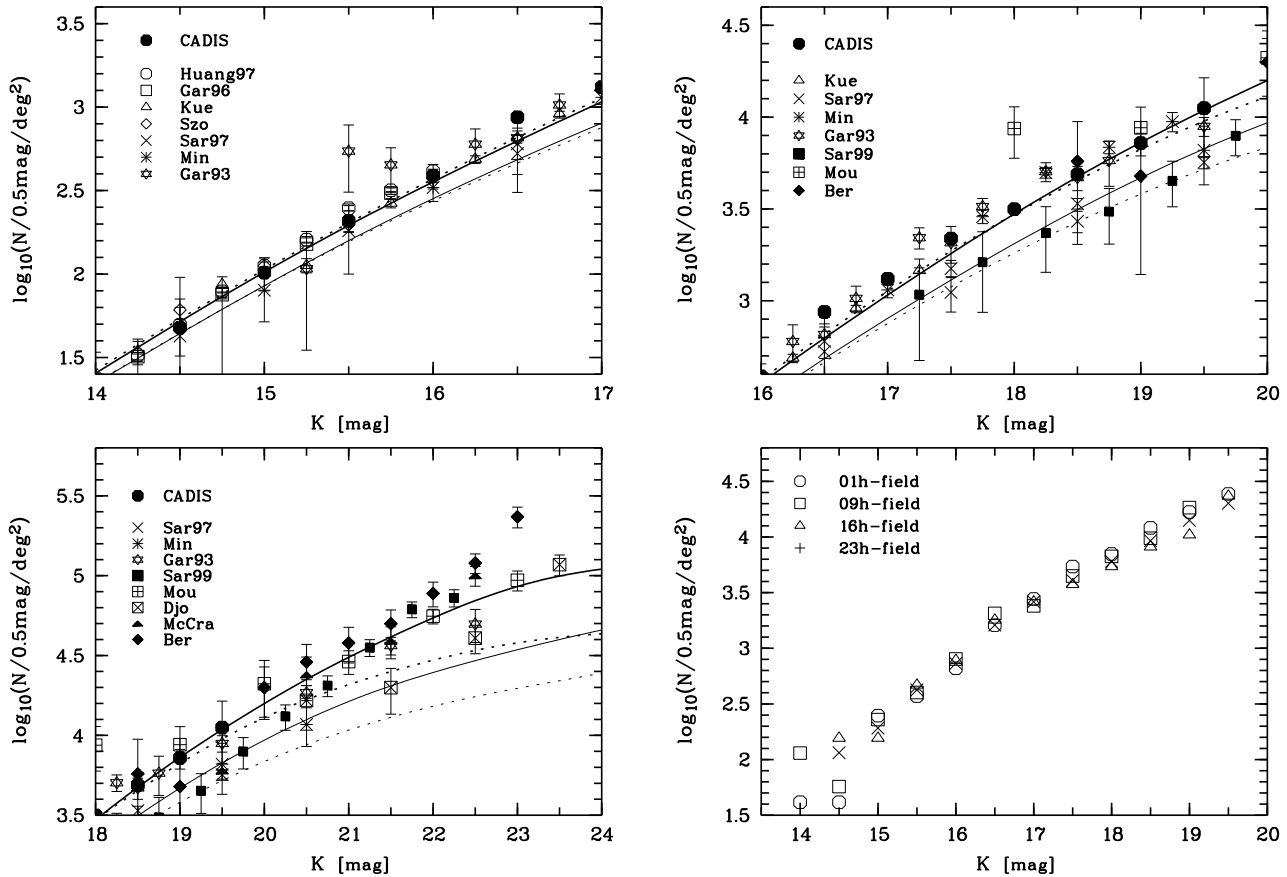 3.5
3
2.5
2
1.5
log10(N/0.5mag/deg2)
CADIS
Huang97
Gar96
Kue
Szo
Sar97
Min
Gar93
14 15 16 17
K [mag]
4.5
4
3.5
3
log10(N/0.5mag/deg2)
CADIS
Kue
Sar97
Min
Gar93
Sar99
Mou
Ber
16 17 18 19 20
K [mag]
5.5
5
4.5
4
3.5
log10(N/0.5mag/deg2)
CADIS
Sar97
Min
Gar93
Sar99
Mou
Djo
McCra
Ber
18 19 20 21 22 23 24
K [mag]
4.5
4
3.5
3
2.5
2
1.5
log10(N/0.5mag/deg2)
01h-field
09h-field
16h-field
23h-field
14 15 16 17 18 19 20
K [mag]